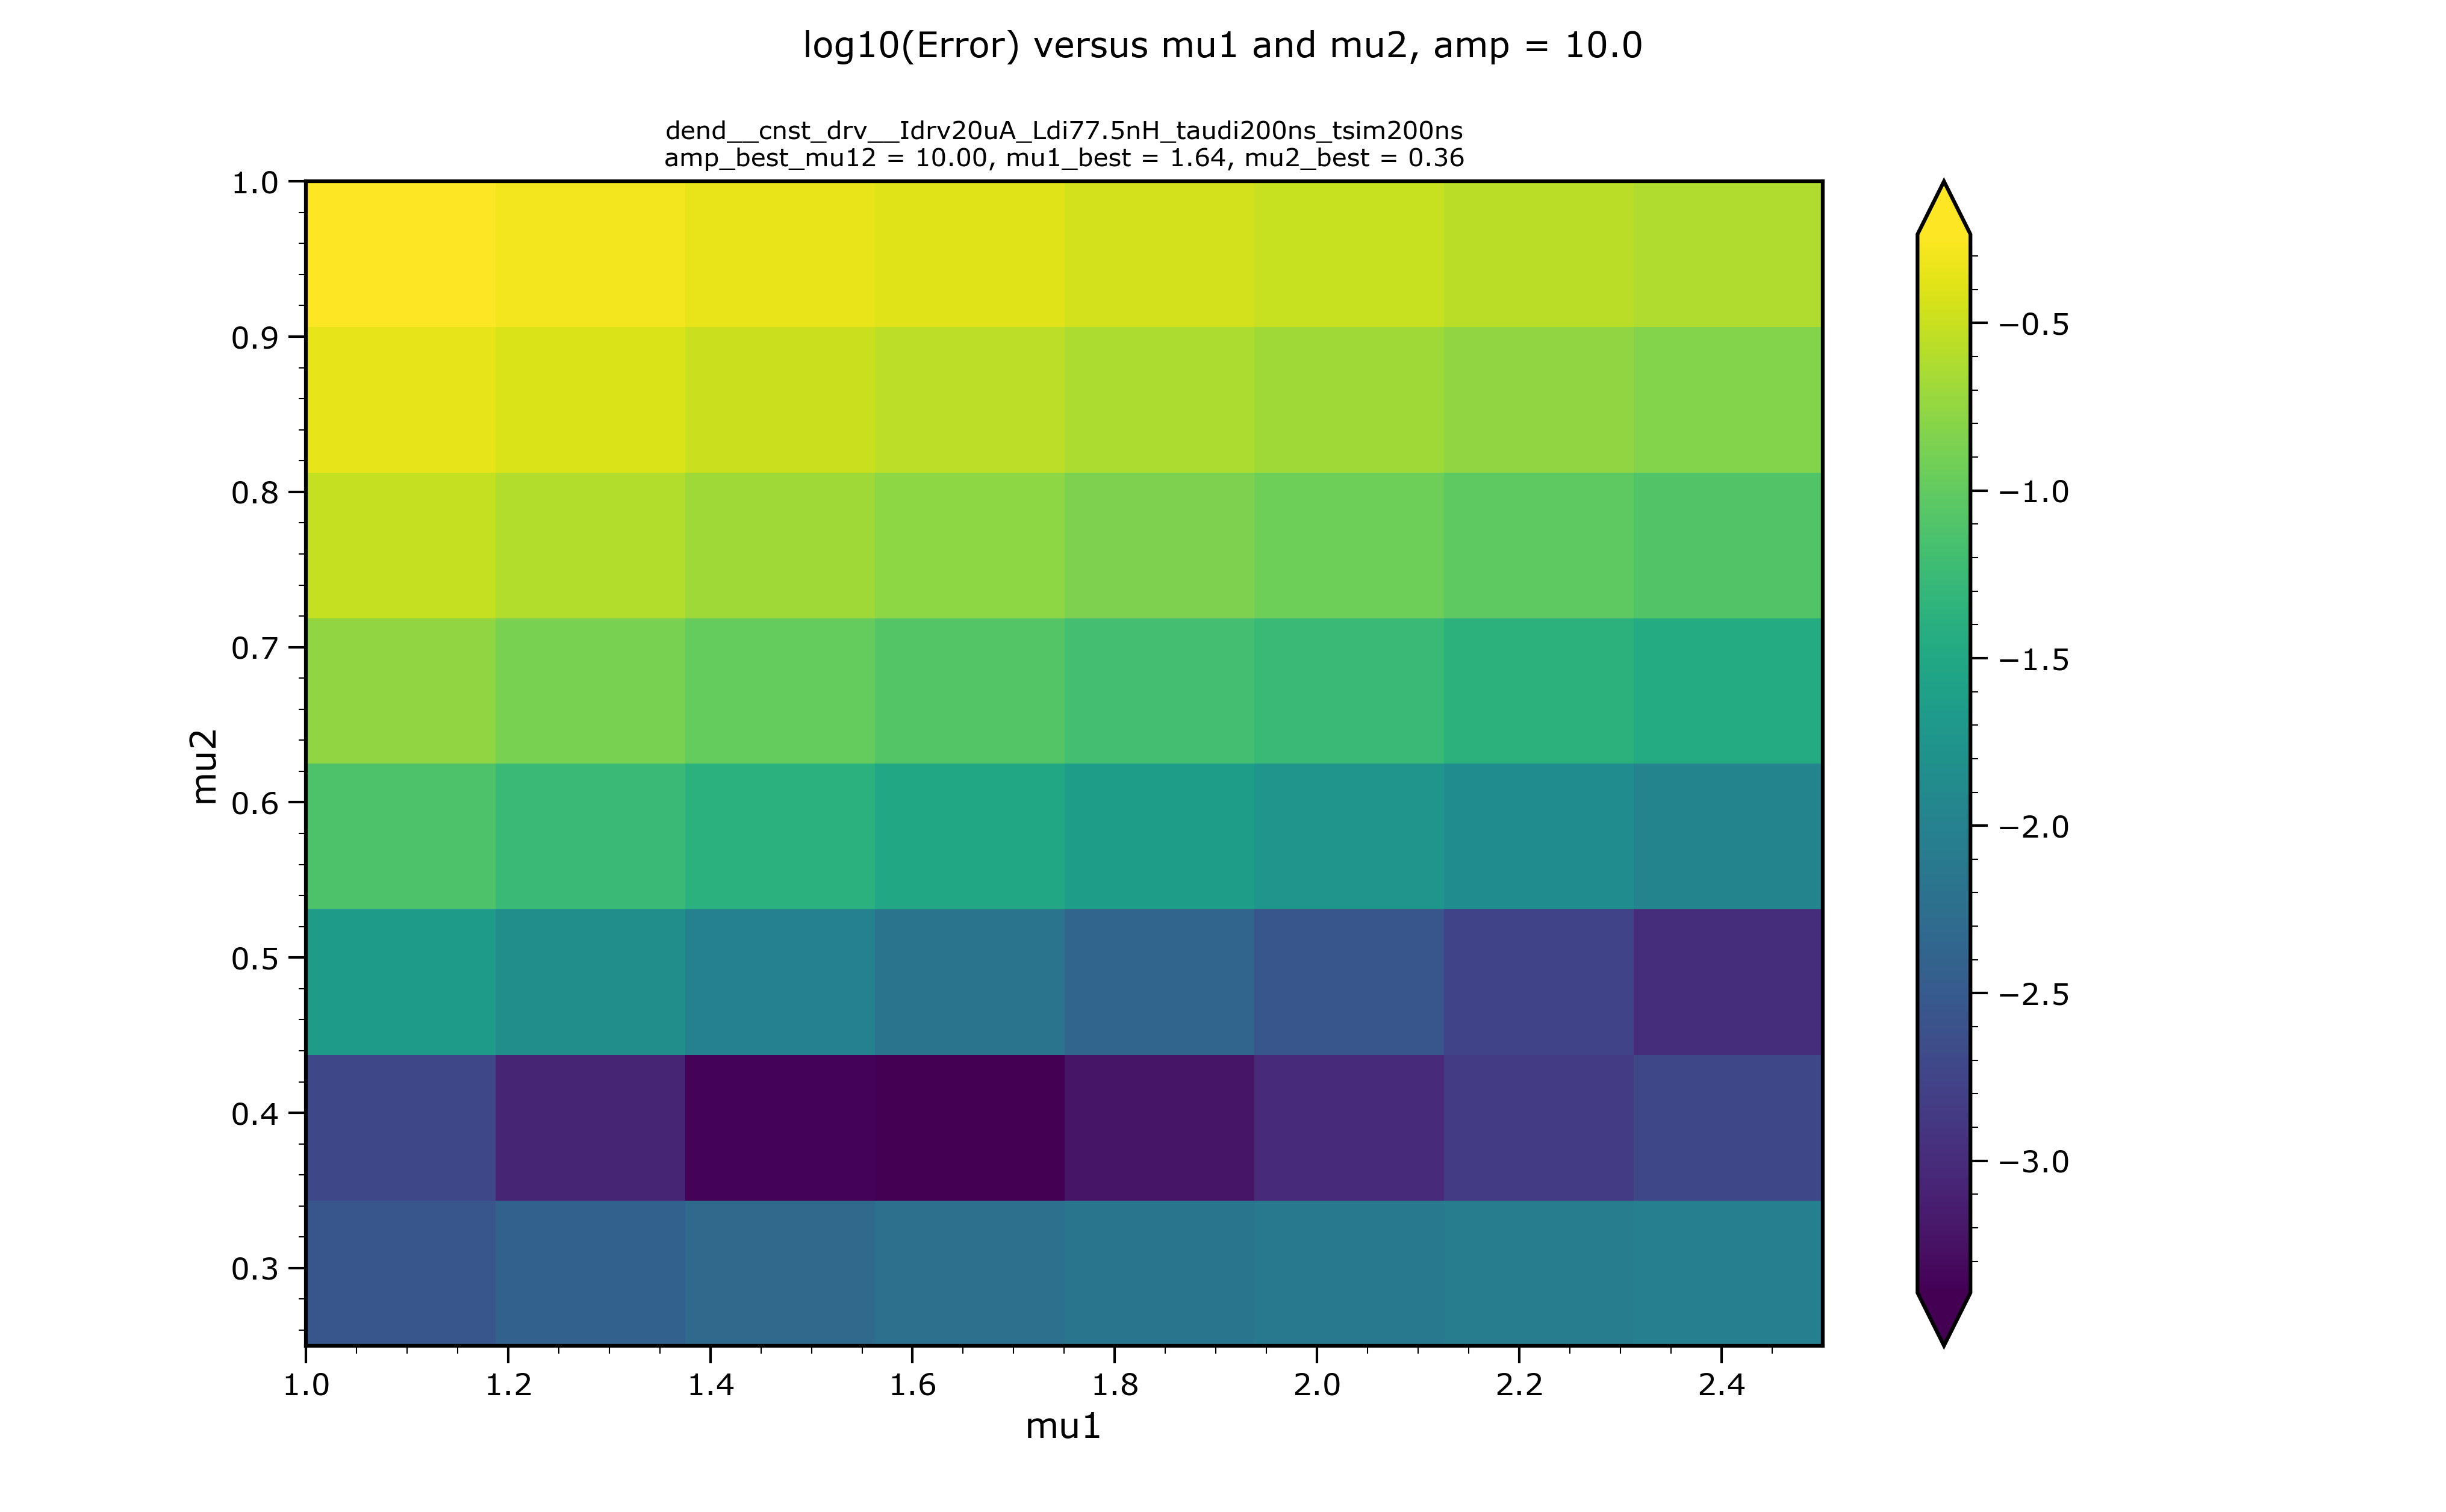 log10(Error) versus mu1 and mu2, amp = 10.0
dend__cnst_drv__Idrv20uA_Ldi77.5nH_taudi200ns_tsim200ns
amp_best_mu12 = 10.00, mu1_best = 1.64, mu2_best = 0.36
1.0
0.9
0.8
0.7
0.6
0.5
0.4
0.3
mu2
1.0 1.2 1.4 1.6 1.8 2.0 2.2 2.4
mu1
−0.5
−1.0
−1.5
−2.0
−2.5
−3.0